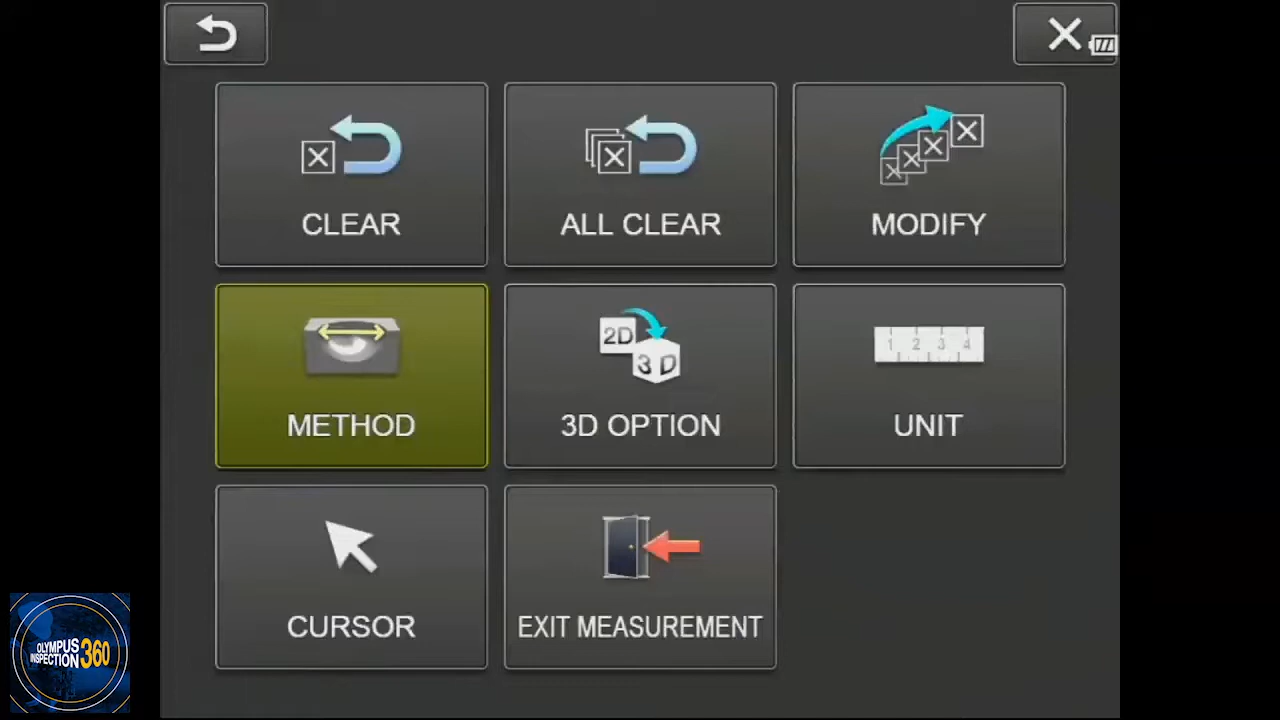 CLEAR
ALL CLEAR
MODIFY
2D
3D
1 2 3 4
METHOD
3D OPTION
UNIT
CURSOR
EXIT MEASUREMENT
OLYMPUS
INSPECTION 360